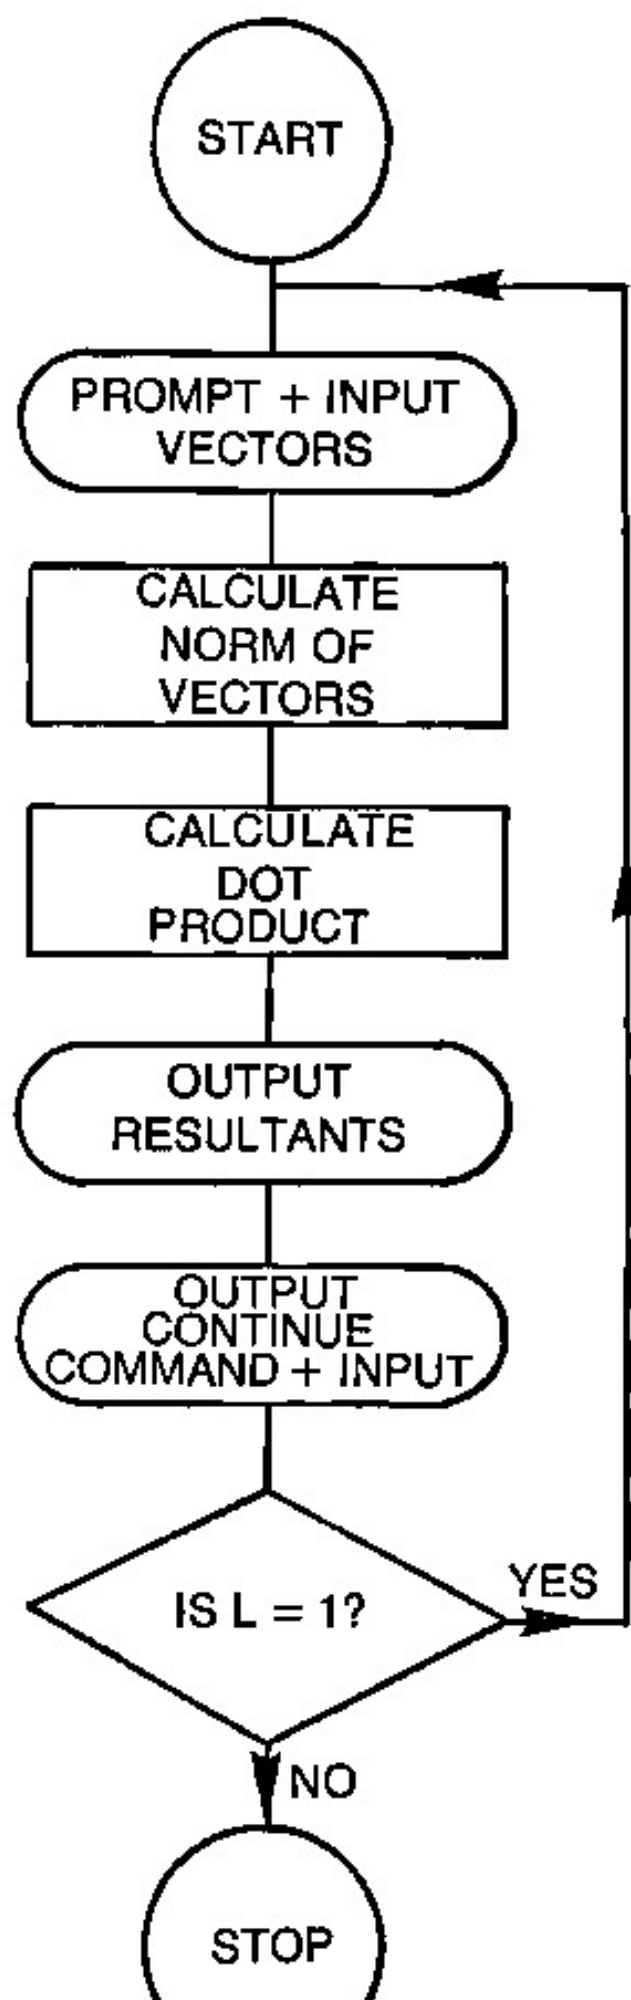 START
PROMPT + INPUT
VECTORS
CALCULATE
NORM OF
VECTORS
CALCULATE
DOT
PRODUCT
OUTPUT
RESULTANTS
OUTPUT
CONTINUE
COMMAND + INPUT
IS L = 1?
YES
NO
STOP